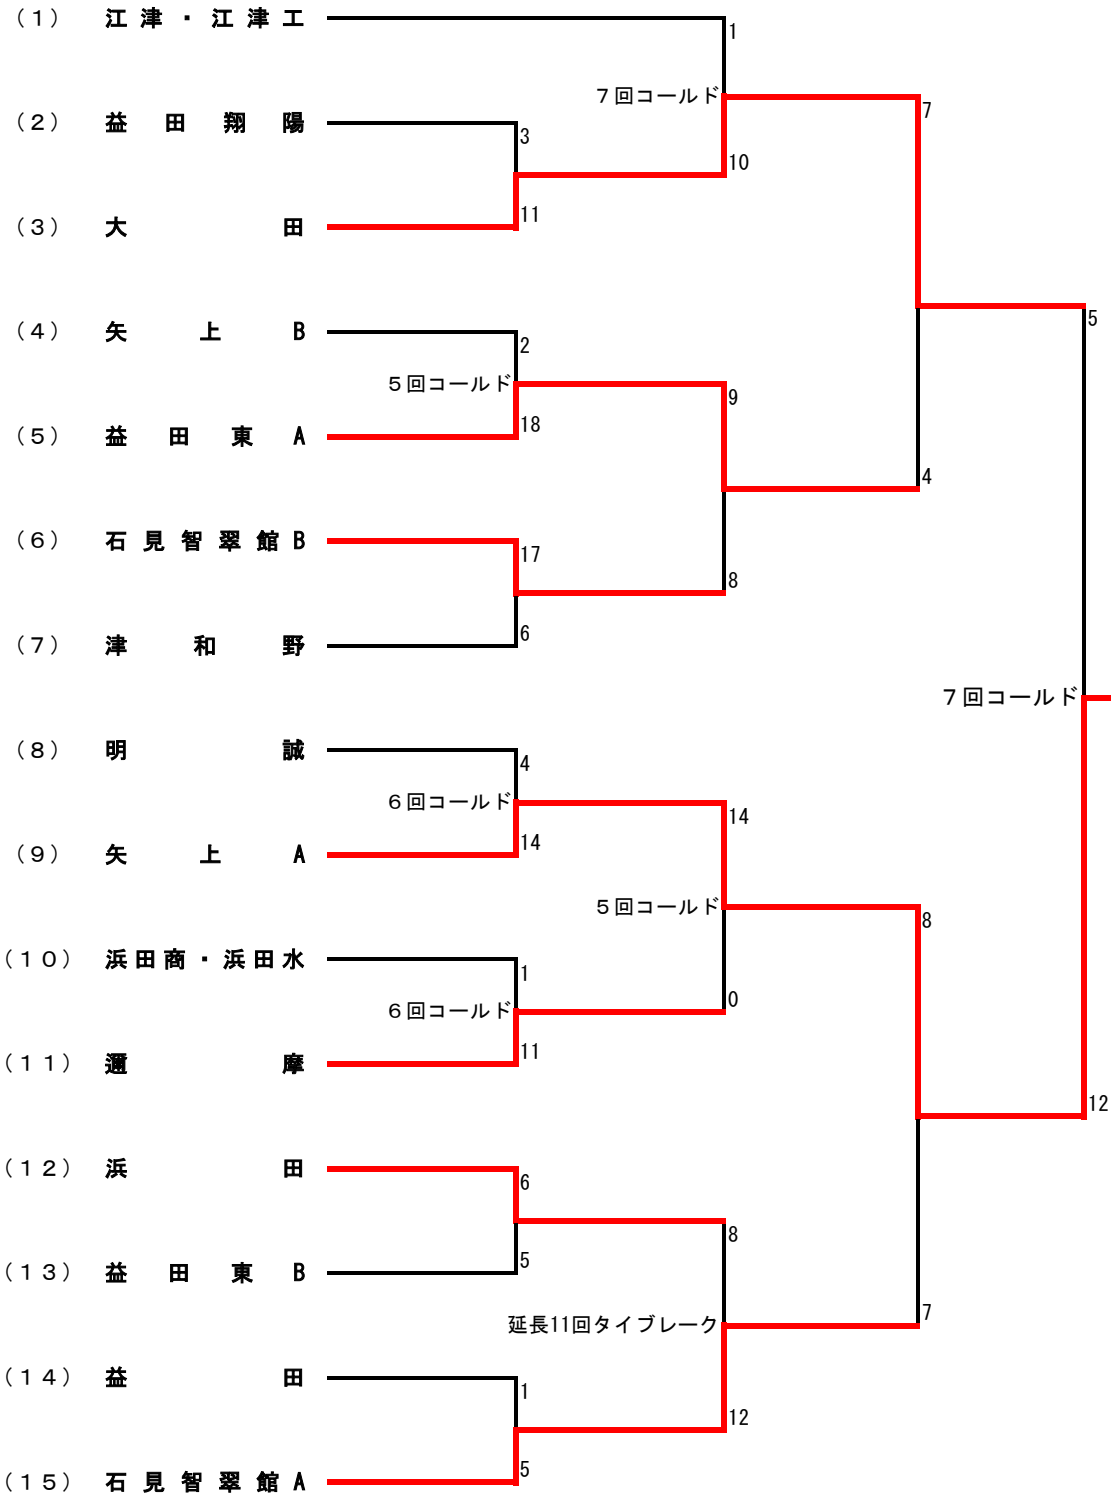 （１） 江津・江津工
1
７回コールド
7
（２） 益田翔陽
3
10
11
（３） 大田
5
（４） 矢上B
2
５回コールド
9
18
（５） 益田東A
4
（６） 石見智翠館B
17
8
6
（７） 津和野
７回コールド
（８） 明誠
4
６回コールド
14
14
（９） 矢上A
５回コールド
8
（１０） 浜田商・浜田水
1
0
６回コールド
11
（１１） 邇摩
12
（１２） 浜田
6
8
5
（１３） 益田東B
7
延長11回タイブレーク
（１４） 益田
1
12
5
（１５） 石見智翠館A